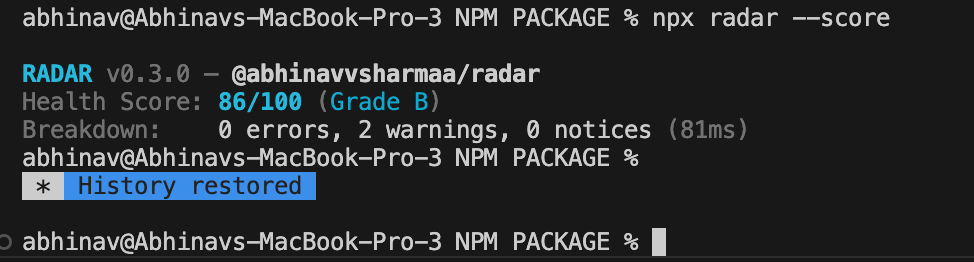 abhinav@Abhinavs-MacBook-Pro-3 NPM PACKAGE % npx radar --score
RADAR v0.3.0 — @abhinavvsharmaa/radar
Health Score: 86/100 (Grade B)
Breakdown:    0 errors, 2 warnings, 0 notices (81ms)
abhinav@Abhinavs-MacBook-Pro-3 NPM PACKAGE %
* History restored
abhinav@Abhinavs-MacBook-Pro-3 NPM PACKAGE %